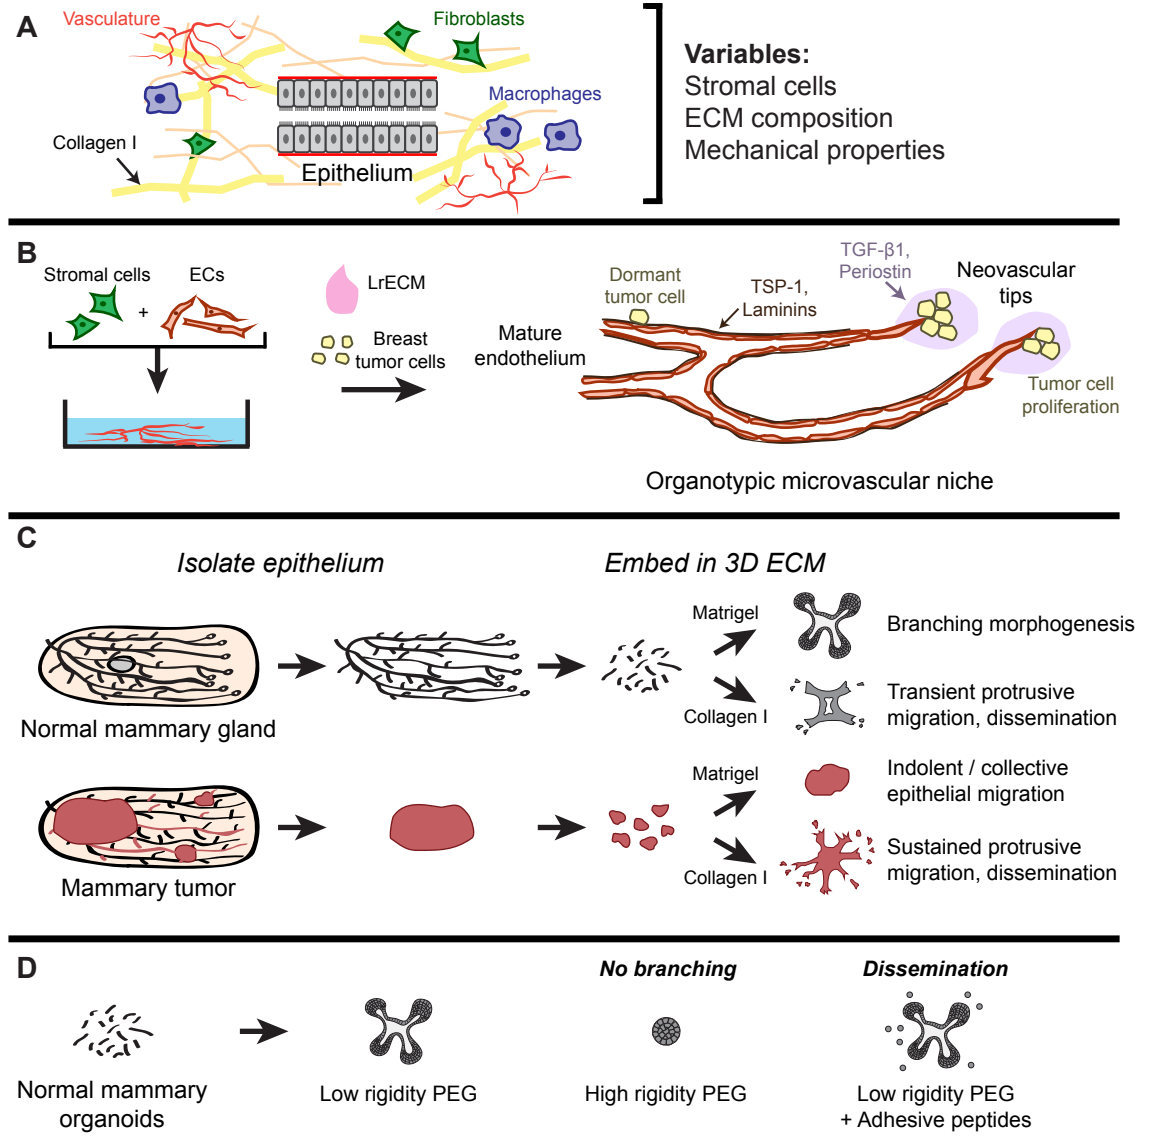 A
Vasculature
Fibroblasts
Macrophages
Collagen I
Epithelium
Variables:
Stromal cells
ECM composition
Mechanical properties
B
Stromal cells
ECs
+
LrECM
Breast
tumor cells
Mature
endothelium
Dormant
tumor cell
TSP-1,
Laminins
TGF-β1,
Periostin
Neovascular
tips
Tumor cell
proliferation
Organotypic microvascular niche
C
Isolate epithelium
Embed in 3D ECM
Normal mammary gland
Matrigel
Branching morphogenesis
Collagen I
Transient protrusive
migration, dissemination
Mammary tumor
Matrigel
Indolent / collective
epithelial migration
Collagen I
Sustained protrusive
migration, dissemination
D
No branching
Dissemination
Normal mammary
organoids
Low rigidity PEG
High rigidity PEG
Low rigidity PEG
+ Adhesive peptides